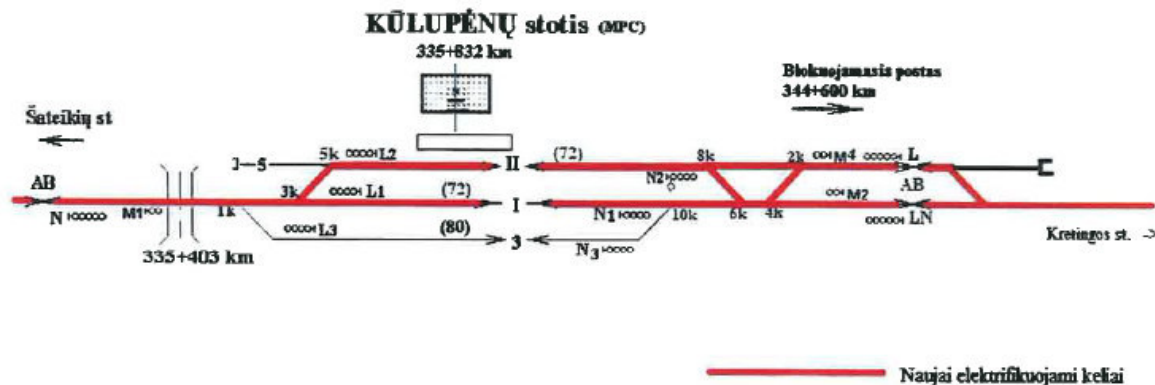 KŪLUPĖNŲ stotis (MPC)
335+832 km
Blokuojamasis postas
344+600 km
Šateikių st
5
5k
L2
II
(72)
8k
2k
M4
L
AB
3k
L1
(72)
I
N2
AB
M2
N
M1
1k
N1
10k
6k
4k
LN
L3
(80)
3
N3
Kretingos st.
335+403 km
Naujai elektrifikuojami keliai